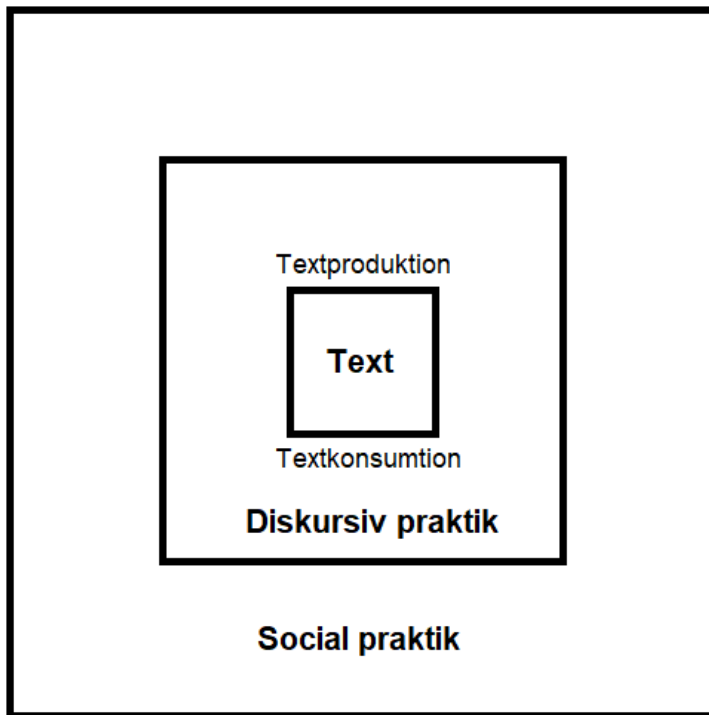 Textproduktion
Text
Textkonsumtion
Diskursiv praktik
Social praktik